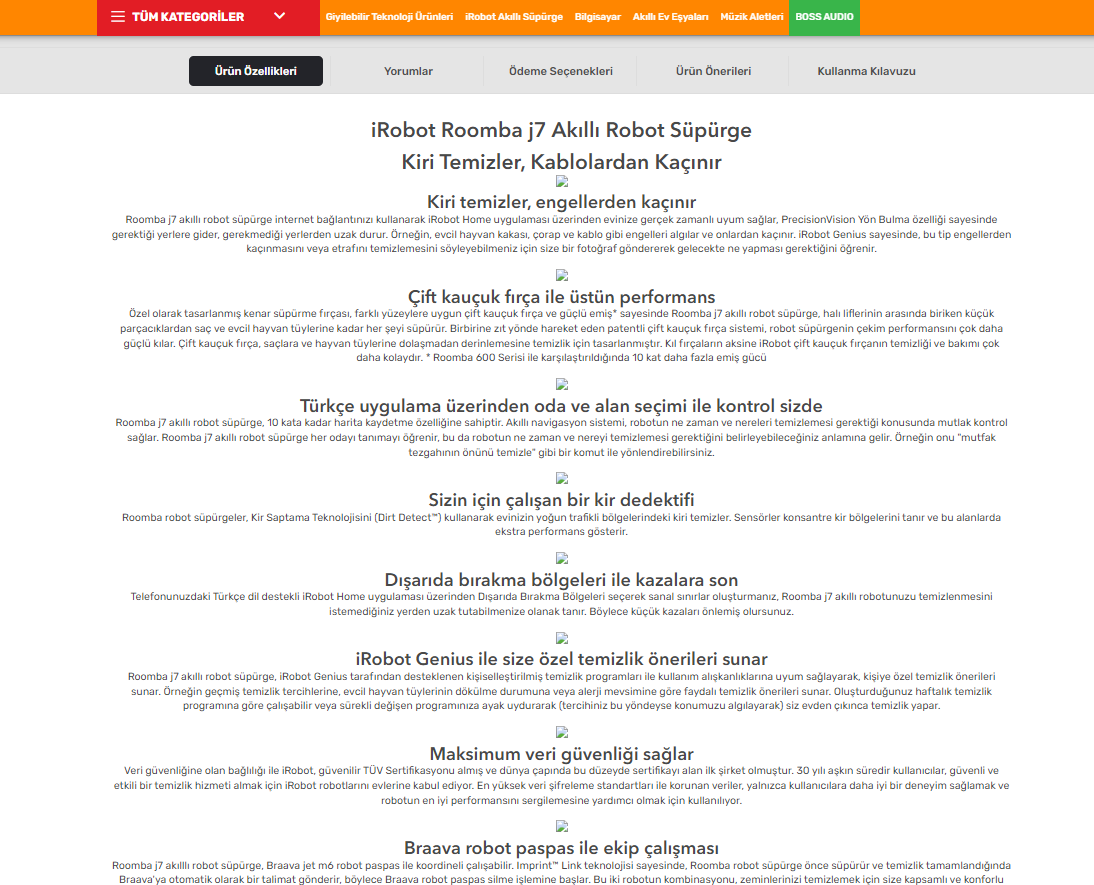 TÜM KATEGORİLER
Giyilebilir Teknoloji Ürünleri iRobot Akıllı Süpürge Bilgisayar Akıllı Ev Eşyaları Müzik Aletleri BOSS AUDIO
Ürün Özellikleri Yorumlar Ödeme Seçenekleri Ürün Önerileri Kullanma Kılavuzu
iRobot Roomba j7 Akıllı Robot Süpürge
Kiri Temizler, Kablolardan Kaçınır
Kiri temizler, engellerden kaçınır
Roomba j7 akıllı robot süpürge internet bağlantınızı kullanarak iRobot Home uygulaması üzerinden evinize gerçek zamanlı uyum sağlar, PrecisionVision Yön Bulma özelliği sayesinde
gerektiği yerlere gider, gerekmediği yerlerden uzak durur. Örneğin, evcil hayvan kakası, çorap ve kablo gibi engelleri algılar ve onlardan kaçınır. iRobot Genius sayesinde, bu tip engellerden
kaçınmasını veya etrafını temizlemesini söyleyebilmeniz için size bir fotoğraf göndererek gelecekte ne yapması gerektiğini öğrenir.
Çift kauçuk fırça ile üstün performans
Özel olarak tasarlanmış kenar süpürme fırçası, farklı yüzeylere uygun çift kauçuk fırça ve güçlü emiş* sayesinde Roomba j7 akıllı robot süpürge, halı liflerinin arasında biriken küçük
parçacıklardan saç ve evcil hayvan tüylerine kadar her şeyi süpürür. Birbirine zıt yönde hareket eden patentli çift kauçuk fırça sistemi, robot süpürgenin çekim performansını çok daha
güçlü kılar. Çift kauçuk fırça, saçlara ve hayvan tüylerine dolaşmadan derinlemesine temizlik için tasarlanmıştır. Kıl fırçaların aksine iRobot çift kauçuk fırçanın temizliği ve bakımı çok
daha kolaydır. * Roomba 600 Serisi ile karşılaştırıldığında 10 kat daha fazla emiş gücü
Türkçe uygulama üzerinden oda ve alan seçimi ile kontrol sizde
Roomba j7 akıllı robot süpürge, 10 kata kadar harita kaydetme özelliğine sahiptir. Akıllı navigasyon sistemi, robotun ne zaman ve nereleri temizlemesi gerektiği konusunda mutlak kontrol
sağlar. Roomba j7 akıllı robot süpürge her odayı tanımayı öğrenir, bu da robotun ne zaman ve nereyi temizlemesi gerektiğini belirleyebileceğiniz anlamına gelir. Örneğin onu "mutfak
tezgahının önünü temizle" gibi bir komut ile yönlendirebilirsiniz.
Sizin için çalışan bir kir dedektifi
Roomba robot süpürgeler, Kir Saptama Teknolojisini (Dirt Detect™) kullanarak evinizin yoğun trafikli bölgelerindeki kiri temizler. Sensörler konsantre kir bölgelerini tanır ve bu alanlarda
ekstra performans gösterir.
Dışarıda bırakma bölgeleri ile kazalara son
Telefonunuzdaki Türkçe dil destekli iRobot Home uygulaması üzerinden Dışarıda Bırakma Bölgeleri seçerek sanal sınırlar oluşturmanız, Roomba j7 akıllı robotunuzu temizlenmesini
istemediğiniz yerden uzak tutabilmenize olanak tanır. Böylece küçük kazaları önlemiş olursunuz.
iRobot Genius ile size özel temizlik önerileri sunar
Roomba j7 akıllı robot süpürge, iRobot Genius tarafından desteklenen kişiselleştirilmiş temizlik programları ile kullanım alışkanlıklarına uyum sağlayarak, kişiye özel temizlik önerileri
sunar. Örneğin geçmiş temizlik tercihlerine, evcil hayvan tüylerinin dökülme durumuna veya alerji mevsimine göre faydalı temizlik önerileri sunar. Oluşturduğunuz haftalık temizlik
programına göre çalışabilir veya sürekli değişen programınıza ayak uydurarak (tercihiniz bu yöndeyse konumuzu algılayarak) siz evden çıkınca temizlik yapar.
Maksimum veri güvenliği sağlar
Veri güvenliğine olan bağlılığı ile iRobot, güvenilir TÜV Sertifikasyonu almış ve dünya çapında bu düzeyde sertifikayı alan ilk şirket olmuştur. 30 yılı aşkın süredir kullanıcılar, güvenli ve
etkili bir temizlik hizmeti almak için iRobot robotlarını evlerine kabul ediyor. En yüksek veri şifreleme standartları ile korunan veriler, yalnızca kullanıcılara daha iyi bir deneyim sağlamak ve
robotun en iyi performansını sergilemesine yardımcı olmak için kullanılıyor.
Braava robot paspas ile ekip çalışması
Roomba j7 akılllı robot süpürge, Braava jet m6 robot paspas ile koordineli çalışabilir. Imprint™ Link teknolojisi sayesinde, Roomba robot süpürge önce süpürür ve temizlik tamamlandığında
Braava'ya otomatik olarak bir talimat gönderir, böylece Braava robot paspas silme işlemine başlar. Bu iki robotun kombinasyonu, zeminlerinizi temizlemek için size kapsamlı ve konforlu